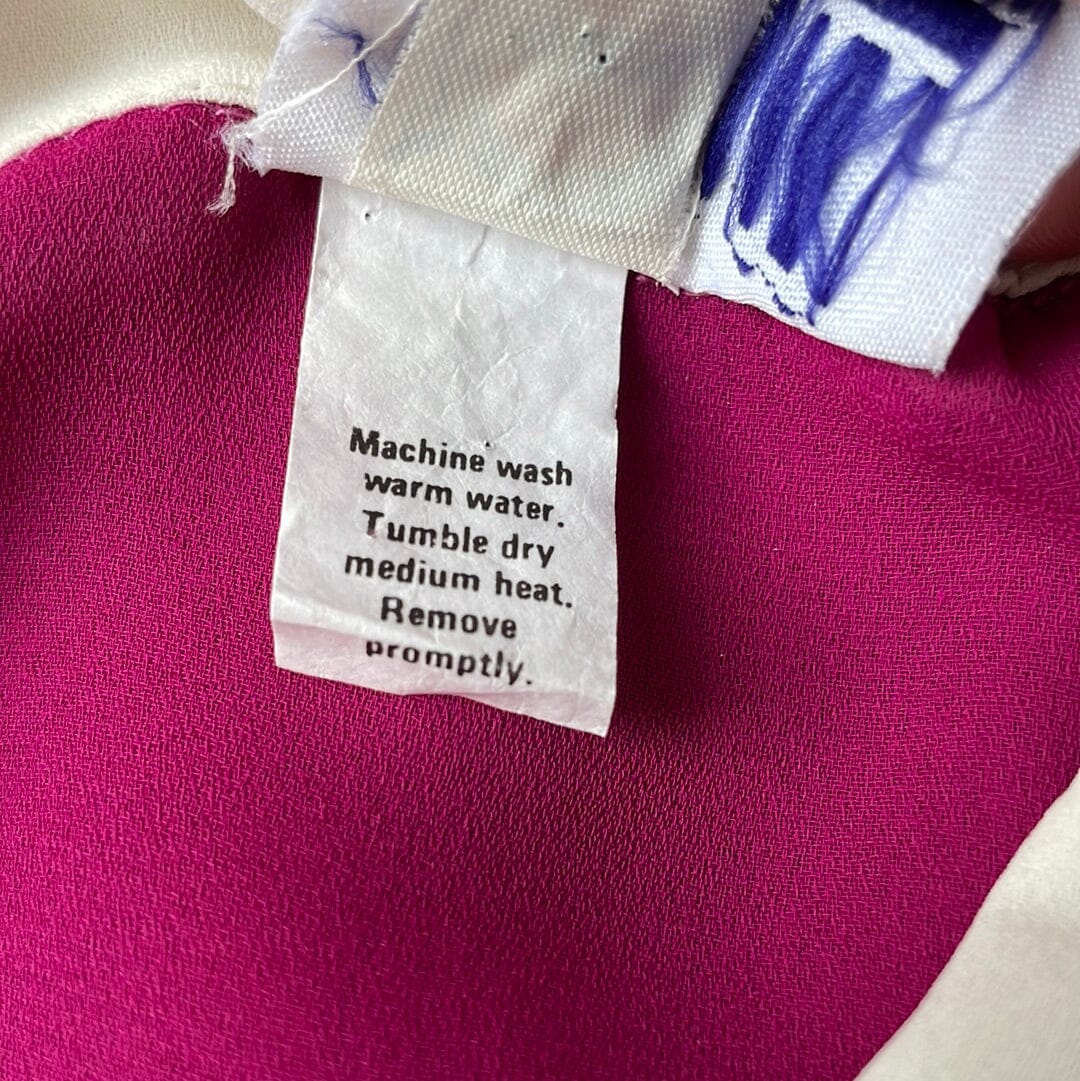 Machine wash
warm water.
Tumble dry
medium heat.
Remove
promptly.